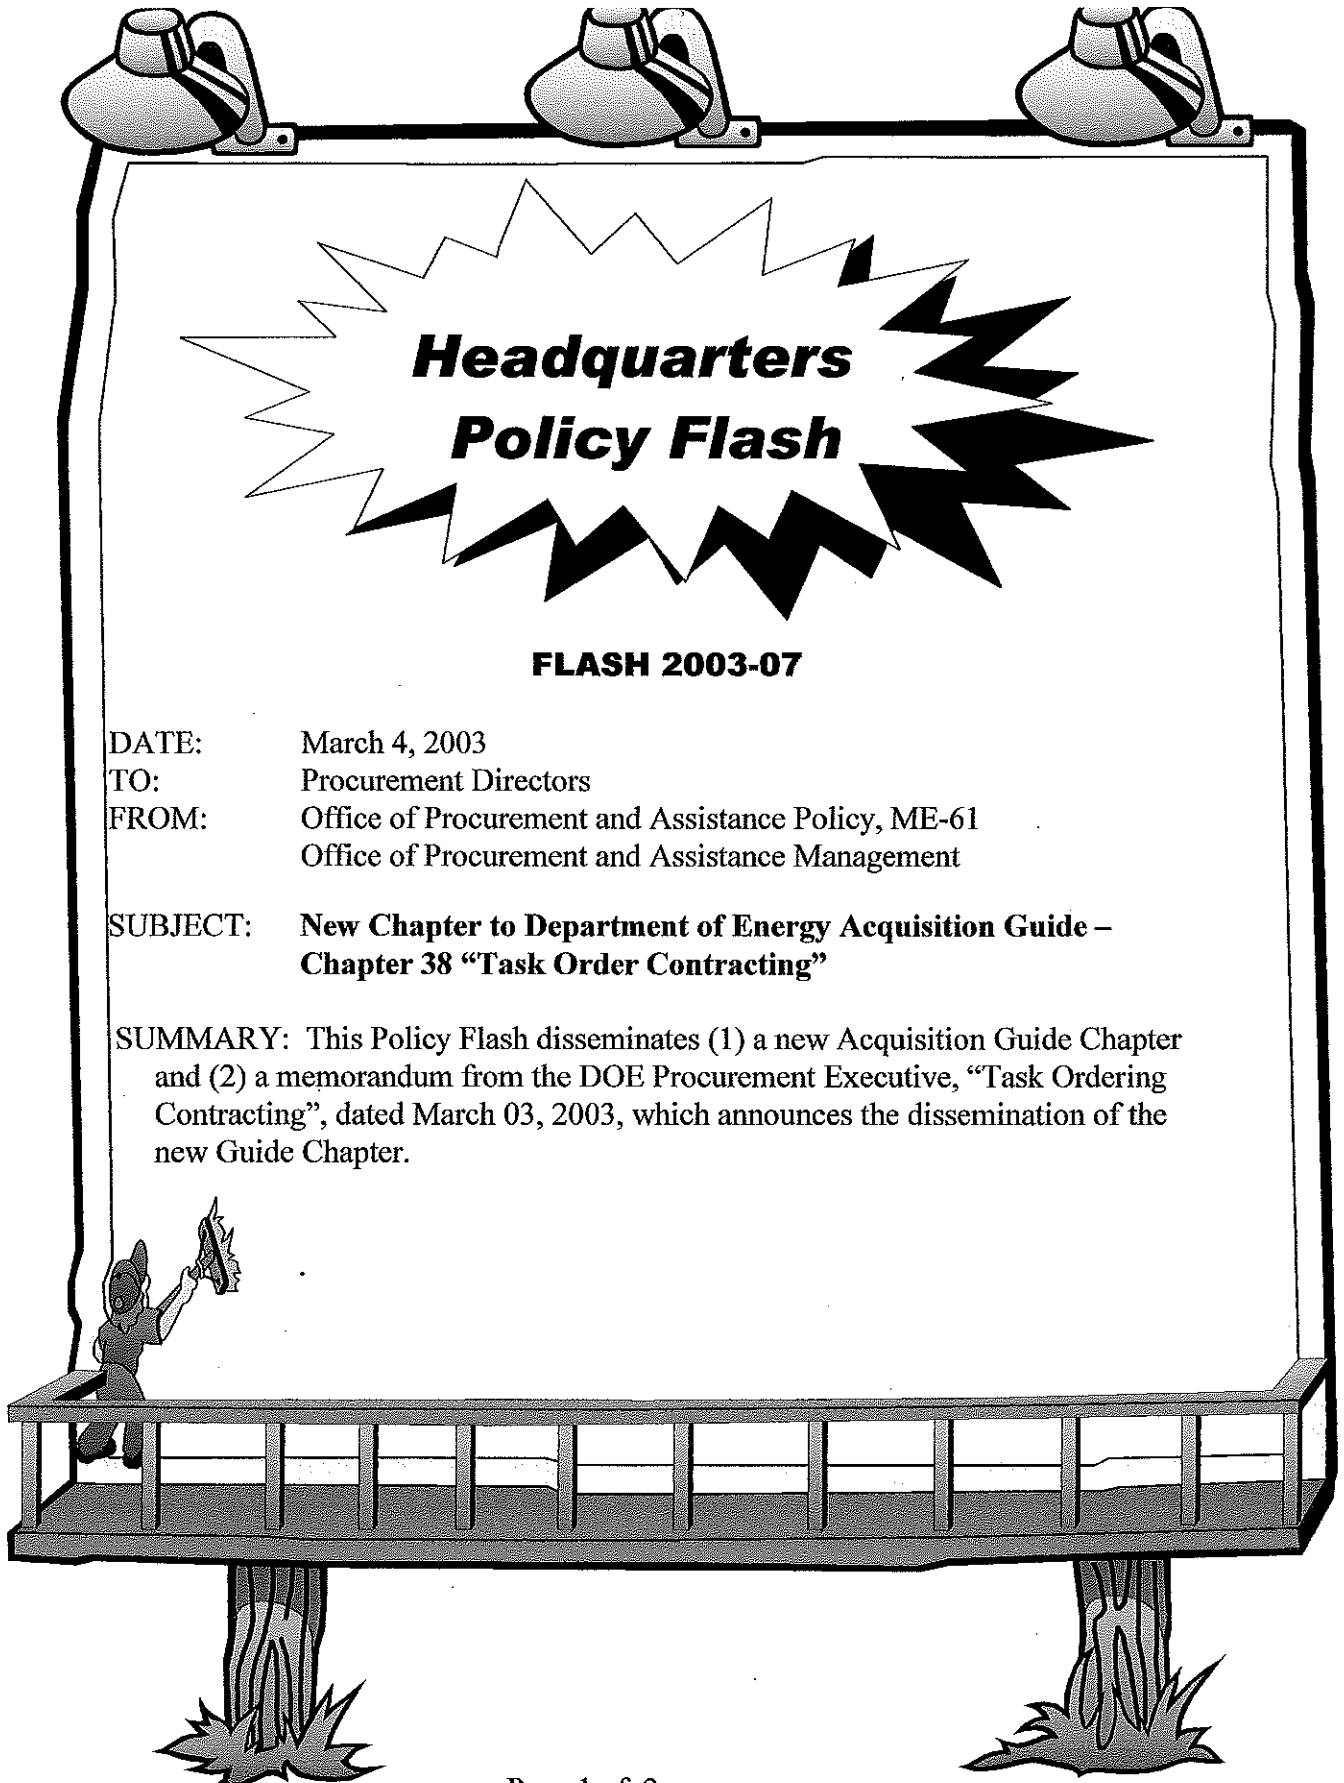 Headquarters
Policy Flash
FLASH 2003-07
DATE: March 4, 2003
TO: Procurement Directors
FROM: Office of Procurement and Assistance Policy, ME-61
Office of Procurement and Assistance Management
SUBJECT: New Chapter to Department of Energy Acquisition Guide –
Chapter 38 “Task Order Contracting”
SUMMARY: This Policy Flash disseminates (1) a new Acquisition Guide Chapter
and (2) a memorandum from the DOE Procurement Executive, “Task Ordering
Contracting”, dated March 03, 2003, which announces the dissemination of the
new Guide Chapter.